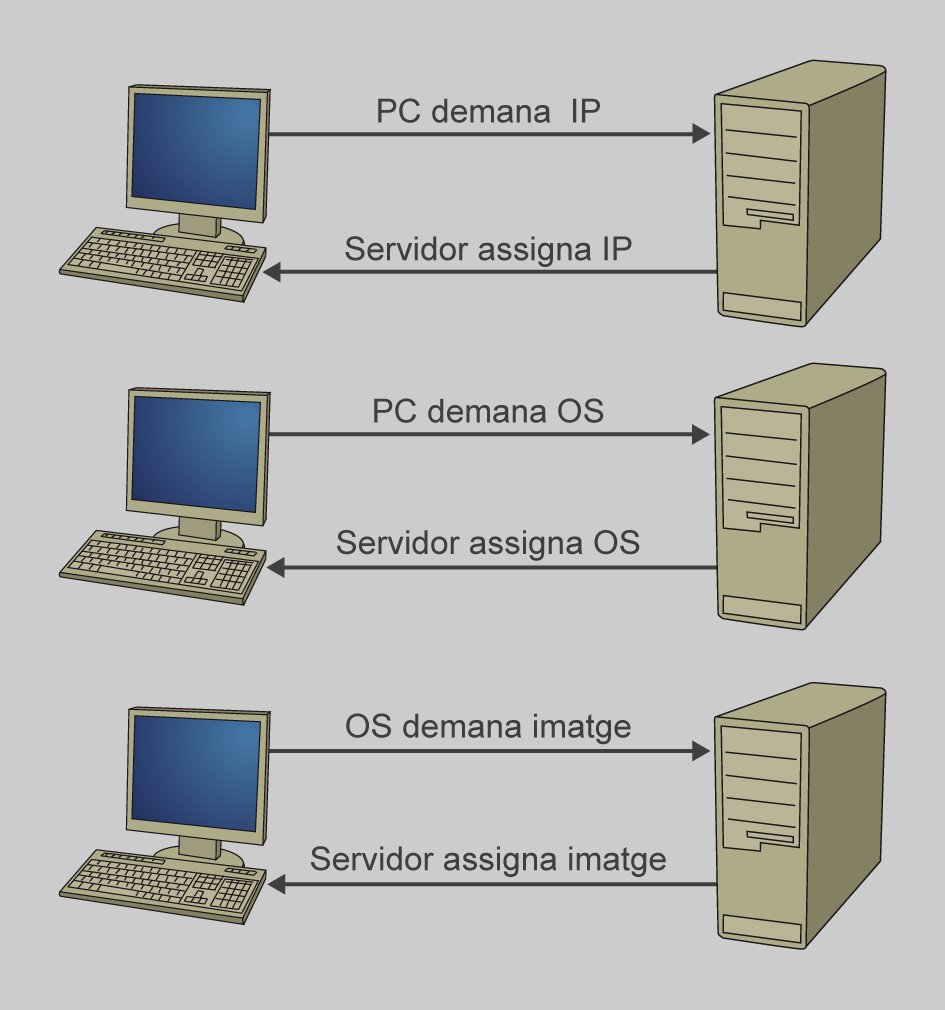 PC demana IP
Servidor assigna IP
PC demana OS
Servidor assigna OS
OS demana imatge
Servidor assigna imatge